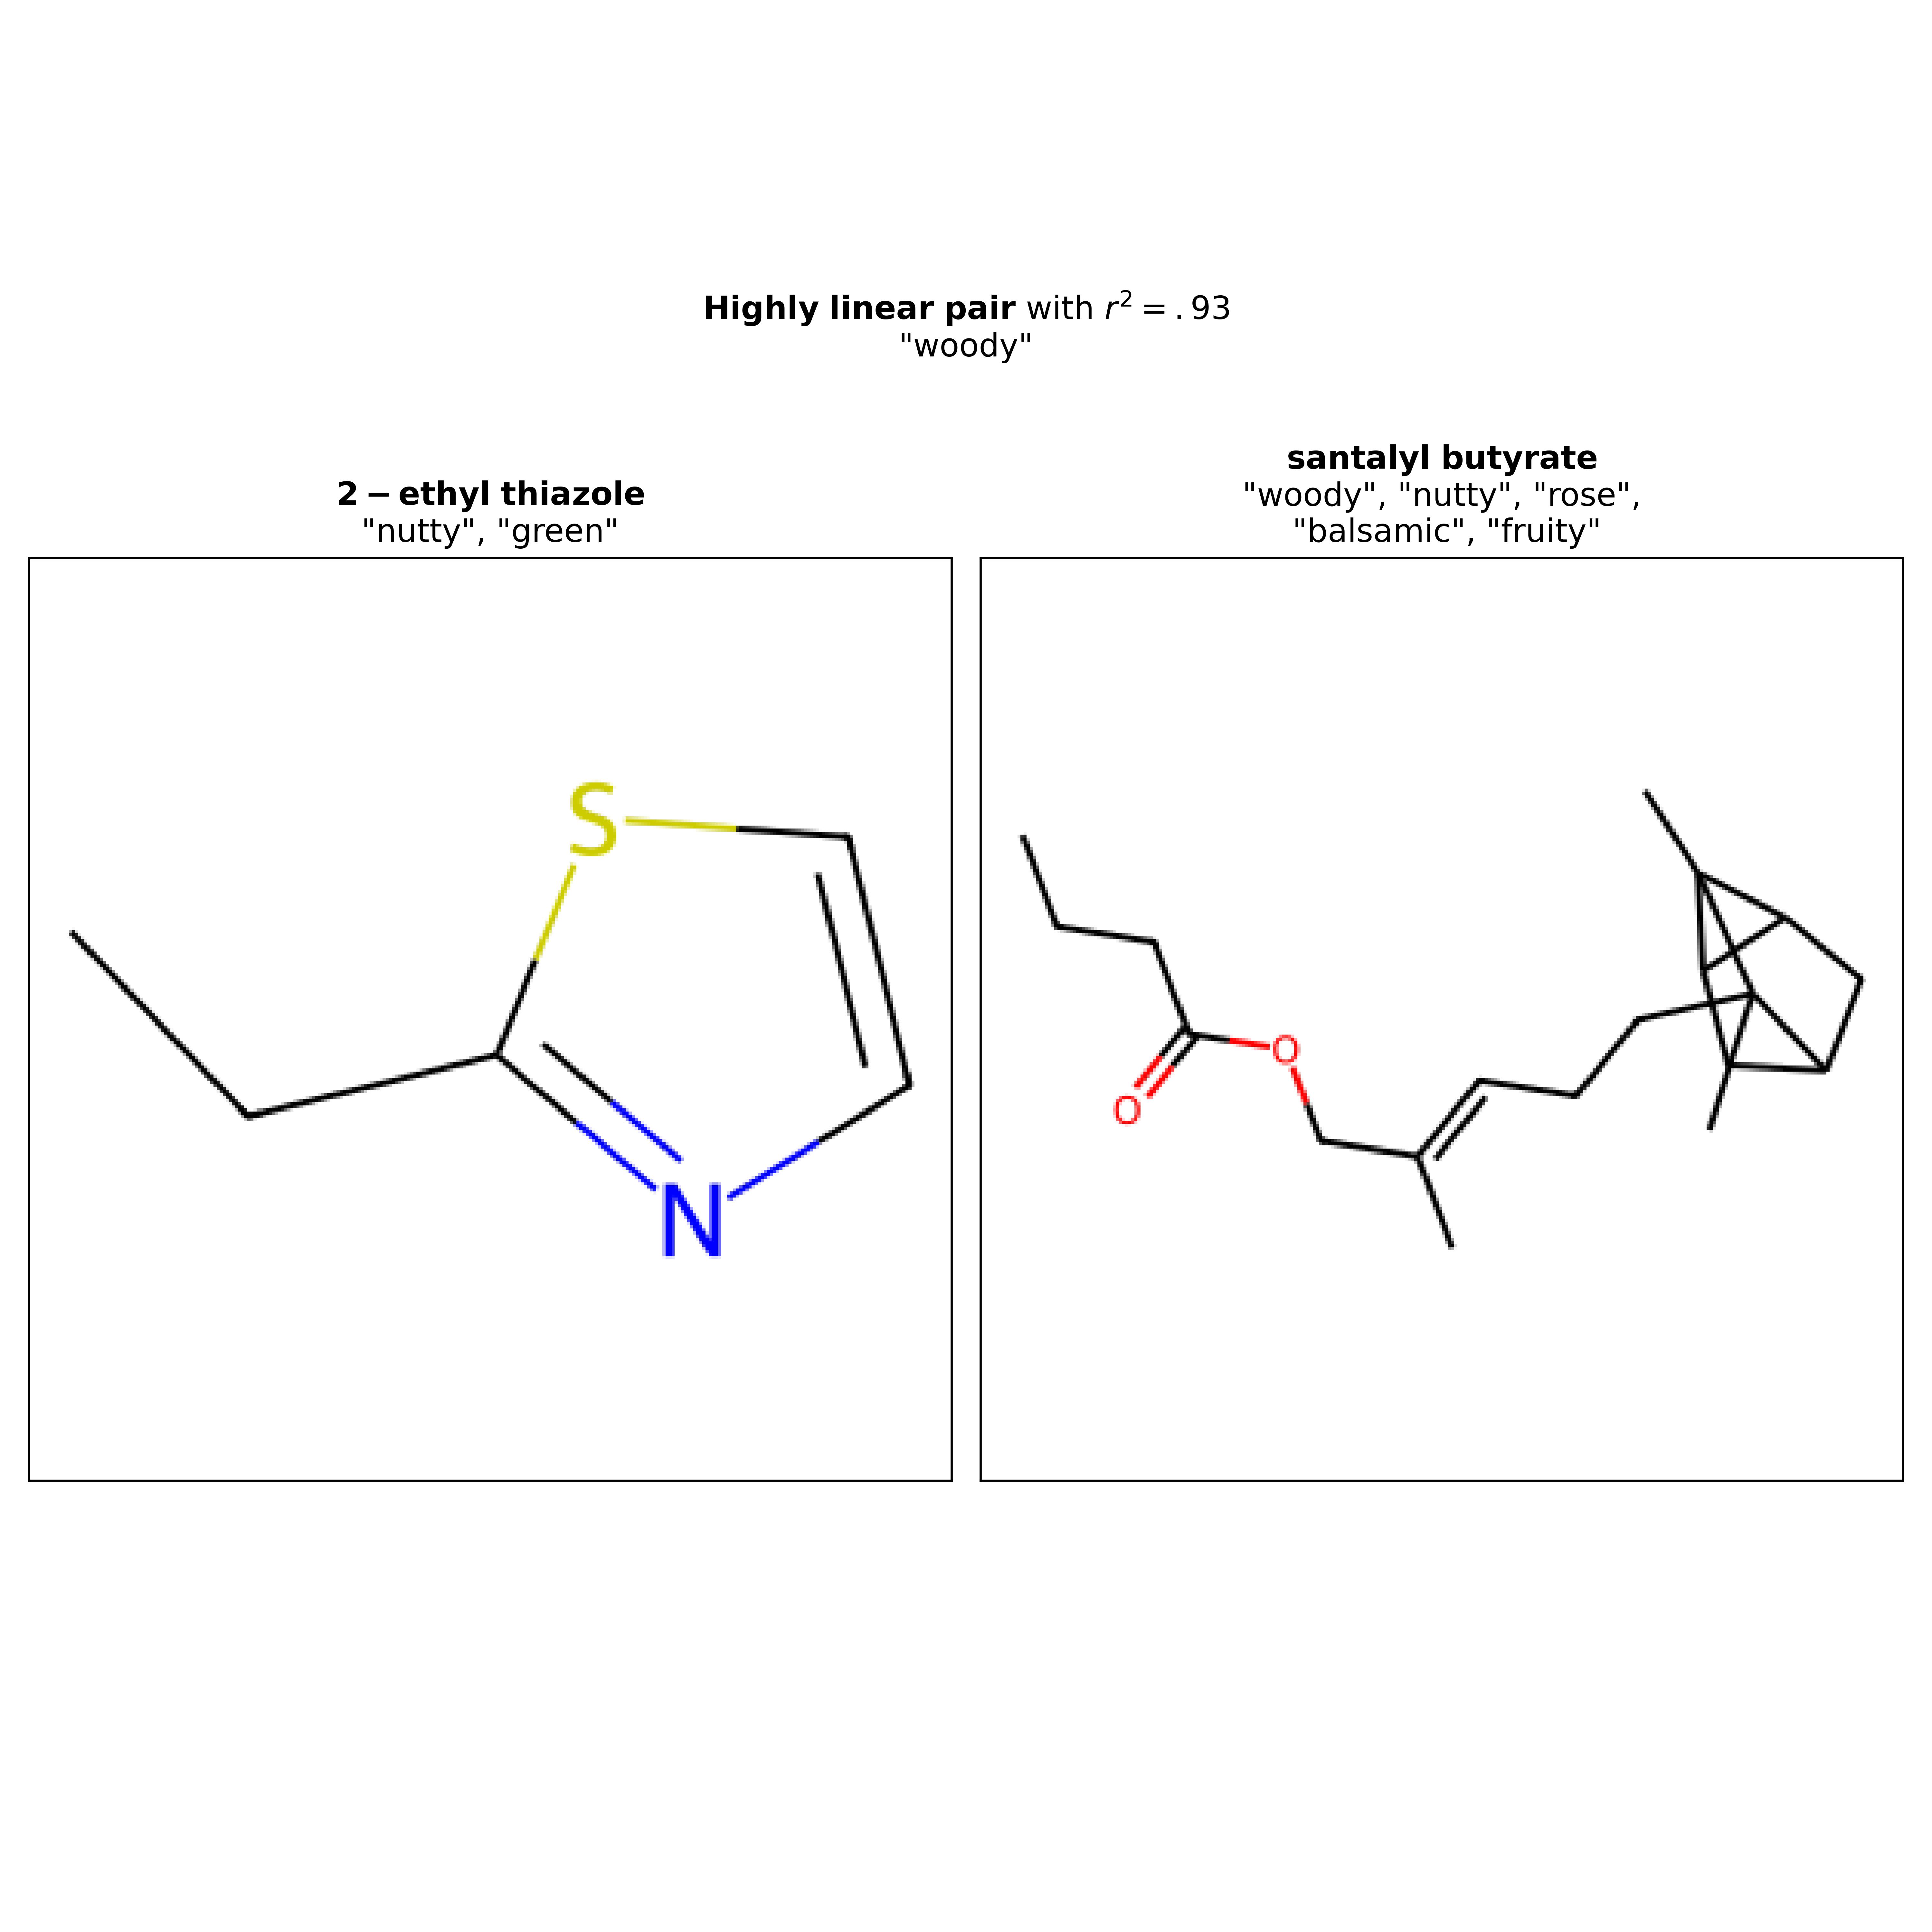 Highly linear pair with r² = .93
"woody"
2 − ethyl thiazole
"nutty", "green"
santalyl butyrate
"woody", "nutty", "rose",
"balsamic", "fruity"
S
N
O
O